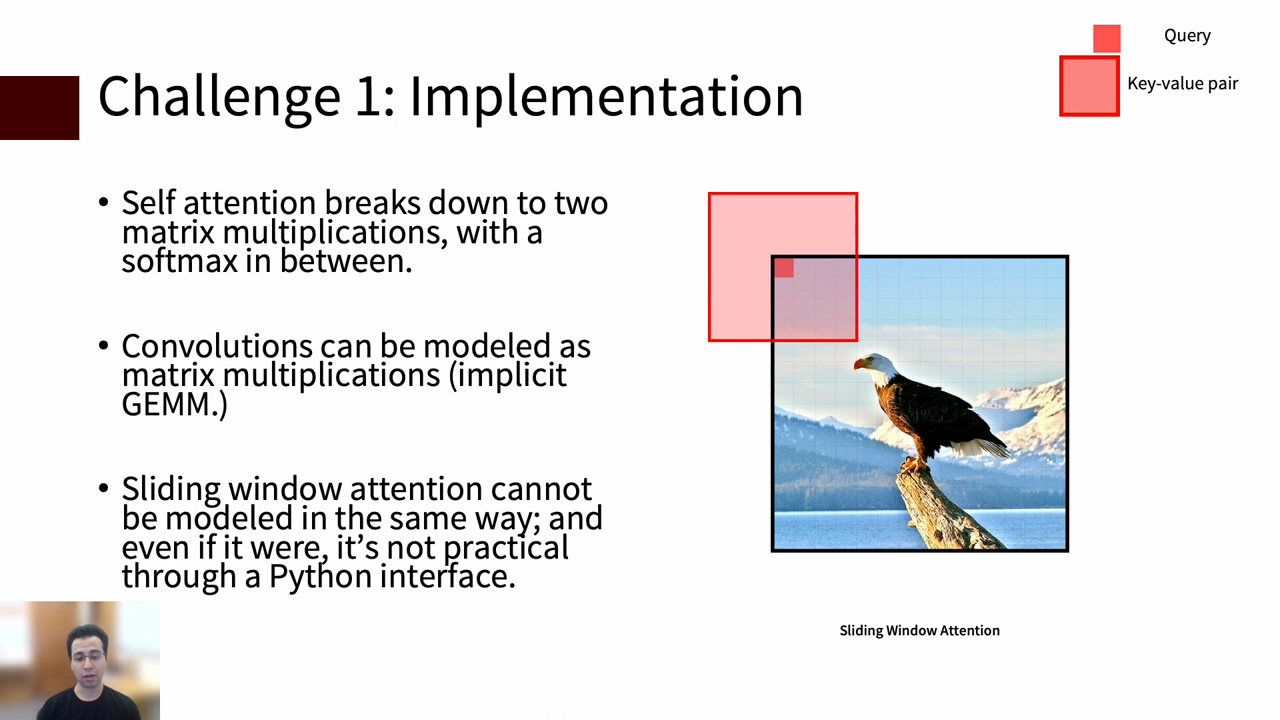 Query
Key-value pair
Challenge 1: Implementation
• Self attention breaks down to two
matrix multiplications, with a
softmax in between.
• Convolutions can be modeled as
matrix multiplications (implicit
GEMM.)
• Sliding window attention cannot
be modeled in the same way; and
even if it were, it’s not practical
through a Python interface.
Sliding Window Attention